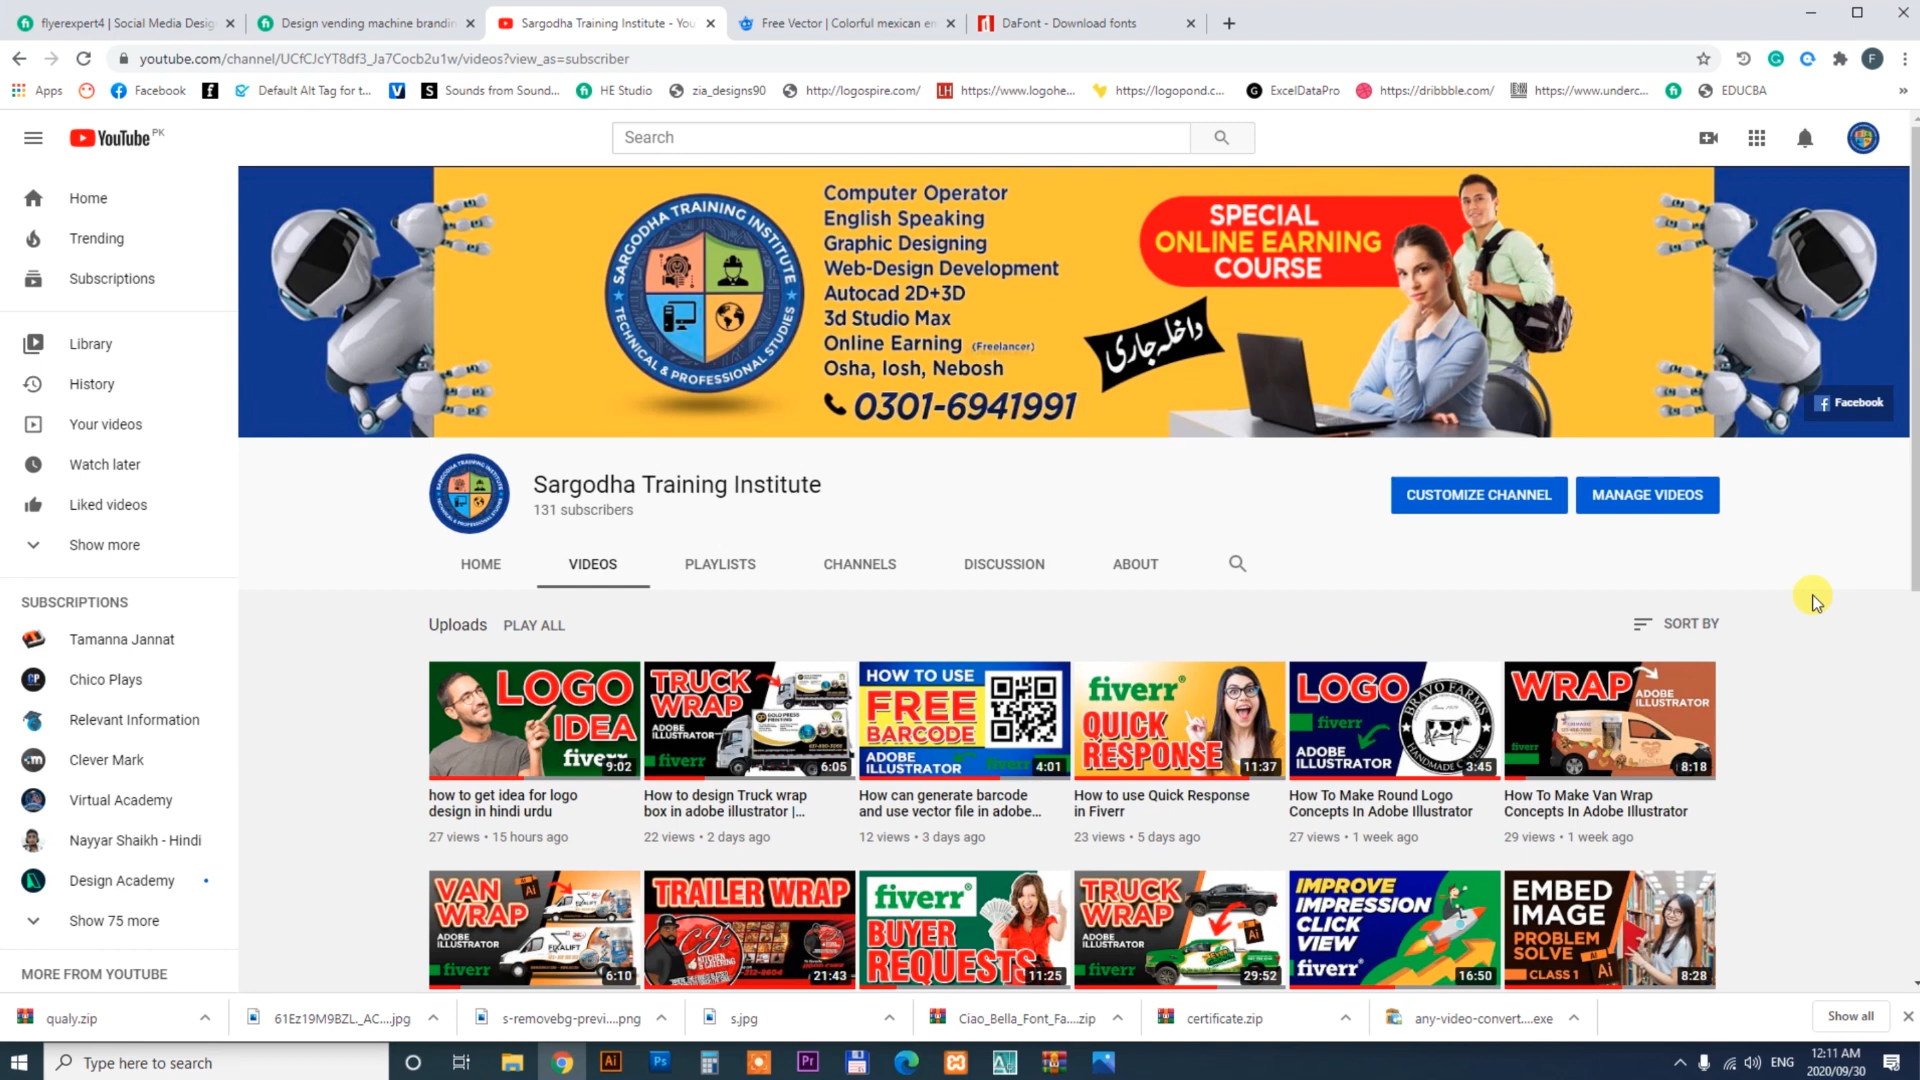 flyerexpert4 | Social Media Desig
Design vending machine brandin
Sargodha Training Institute - You
Free Vector | Colorful mexican en
DaFont - Download fonts
youtube.com/channel/UCfCJcYT8df3_Ja7Cocb2u1w/videos?view_as=subscriber
F
Apps
Facebook
Default Alt Tag for t...
Sounds from Sound...
HE Studio
zia_designs90
http://logospire.com/
https://www.logohe...
https://logopond.c...
ExcelDataPro
https://dribbble.com/
https://www.underc...
EDUCBA
YouTube PK
Search
Home
Trending
Subscriptions
Library
History
Your videos
Watch later
Liked videos
Show more
SUBSCRIPTIONS
Tamanna Jannat
Chico Plays
Relevant Information
Clever Mark
Virtual Academy
Nayyar Shaikh - Hindi
Design Academy
Show 75 more
MORE FROM YOUTUBE
SARGODHA TRAINING INSTITUTE
TECHNICAL & PROFESSIONAL STUDIES
Computer Operator
English Speaking
Graphic Designing
Web-Design Development
Autocad 2D+3D
3d Studio Max
Online Earning (Freelancer)
Osha, Iosh, Nebosh
0301-6941991
داخلہ جاری
SPECIAL
ONLINE EARNING
COURSE
Facebook
Sargodha Training Institute
131 subscribers
CUSTOMIZE CHANNEL
MANAGE VIDEOS
HOME
VIDEOS
PLAYLISTS
CHANNELS
DISCUSSION
ABOUT
Uploads
PLAY ALL
SORT BY
LOGO
IDEA
fiverr
9:02
how to get idea for logo
design in hindi urdu
27 views • 15 hours ago
TRUCK
WRAP
ADOBE
ILLUSTRATOR
fiverr
6:05
How to design Truck wrap
box in adobe illustrator |...
22 views • 2 days ago
HOW TO USE
FREE
BARCODE
ADOBE
ILLUSTRATOR
fiverr
4:01
How can generate barcode
and use vector file in adobe...
12 views • 3 days ago
fiverr
QUICK
RESPONSE
11:37
How to use Quick Response
in Fiverr
23 views • 5 days ago
LOGO
fiverr
ADOBE
ILLUSTRATOR
BRAVO FARMS
HANDMADE CHEESE
3:45
How To Make Round Logo
Concepts In Adobe Illustrator
27 views • 1 week ago
WRAP
ADOBE
ILLUSTRATOR
fiverr
8:18
How To Make Van Wrap
Concepts In Adobe Illustrator
29 views • 1 week ago
VAN
WRAP
Ai
ADOBE
ILLUSTRATOR
FIXALIFT
fiverr
6:10
TRAILER WRAP
CJ's
KITCHEN
& CATERING
21:43
fiverr
BUYER
REQUESTS
11:25
TRUCK
WRAP
ADOBE
ILLUSTRATOR
Ai
fiverr
29:52
IMPROVE
IMPRESSION
CLICK
VIEW
fiverr
16:50
EMBED
IMAGE
PROBLEM
SOLVE
CLASS 1
Ai
8:28
qualy.zip
61Ez19M9BZL._AC....jpg
s-removebg-previ....png
s.jpg
Ciao_Bella_Font_Fa....zip
certificate.zip
any-video-convert....exe
Show all
Type here to search
Ai
Ps
Pr
ENG
12:11 AM
2020/09/30